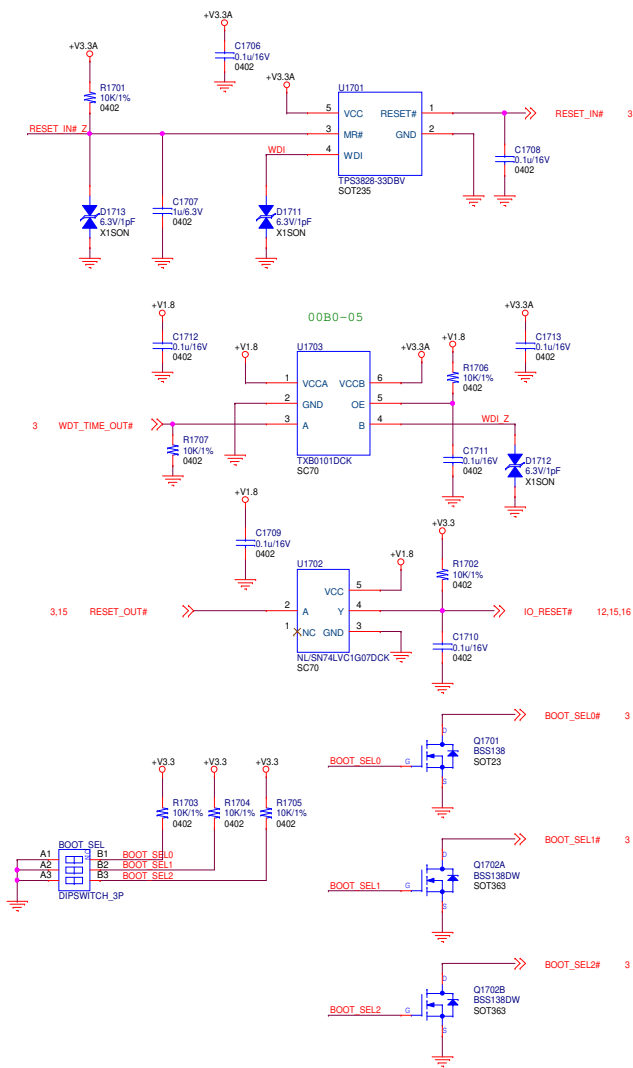 +V3.3A
C1706
0.1u/16V
0402
+V3.3A
R1701
10K/1%
0402
+V3.3A
U1701
5 VCC RESET# 1
RESET_IN# 3
RESET_IN#_Z
3 MR# GND 2
WDI
4 WDI
TPS3828-33DBV
SOT235
C1708
0.1u/16V
0402
D1713
6.3V/1pF
X1SON
C1707
1u/6.3V
0402
D1711
6.3V/1pF
X1SON
+V1.8
C1712
0.1u/16V
0402
00B0-05
+V3.3A
C1713
0.1u/16V
0402
+V1.8
U1703
+V3.3A
+V1.8
R1706
10K/1%
0402
1 VCCA VCCB 6
2 GND OE 5
3 WDT_TIME_OUT#
3 A B 4
WDI_Z
R1707
10K/1%
0402
TXB0101DCK
SC70
C1711
0.1u/16V
0402
D1712
6.3V/1pF
X1SON
+V1.8
C1709
0.1u/16V
0402
U1702
+V1.8
+V3.3
R1702
10K/1%
0402
VCC 5
3,15 RESET_OUT#
2 A Y 4
IO_RESET# 12,15,16
1 NC GND 3
NL/SN74LVC1G07DCK
SC70
C1710
0.1u/16V
0402
BOOT_SEL0# 3
D
Q1701
BSS138
SOT23
BOOT_SEL0
G
S
+V3.3
+V3.3
+V3.3
R1703
10K/1%
0402
R1704
10K/1%
0402
R1705
10K/1%
0402
BOOT_SEL
A1 B1 BOOT_SEL0
A2 B2 BOOT_SEL1
A3 B3 BOOT_SEL2
DIPSWITCH_3P
BOOT_SEL1# 3
D
Q1702A
BSS138DW
SOT363
BOOT_SEL1
G
S
BOOT_SEL2# 3
D
Q1702B
BSS138DW
SOT363
BOOT_SEL2
G
S